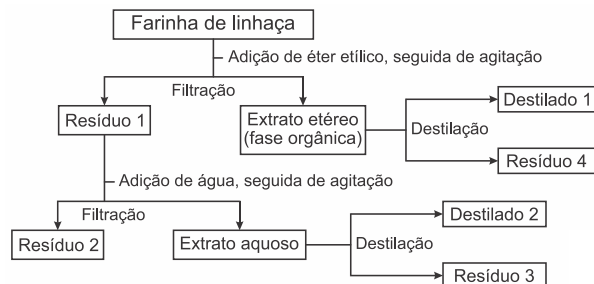 Farinha de linhaça
Adição de éter etílico, seguida de agitação
Filtração
Resíduo 1
Extrato etéreo
(fase orgânica)
Destilação
Destilado 1
Resíduo 4
Adição de água, seguida de agitação
Filtração
Resíduo 2
Extrato aquoso
Destilação
Destilado 2
Resíduo 3